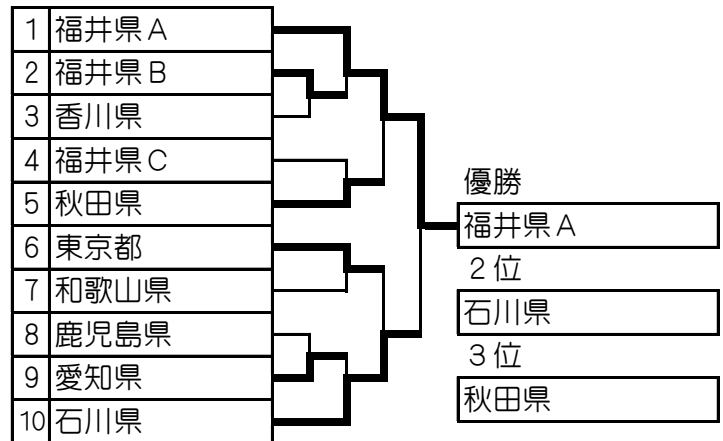 1 福井県A
2 福井県B
3 香川県
4 福井県C
5 秋田県
6 東京都
7 和歌山県
8 鹿児島県
9 愛知県
10 石川県
優勝
福井県A
2位
石川県
3位
秋田県